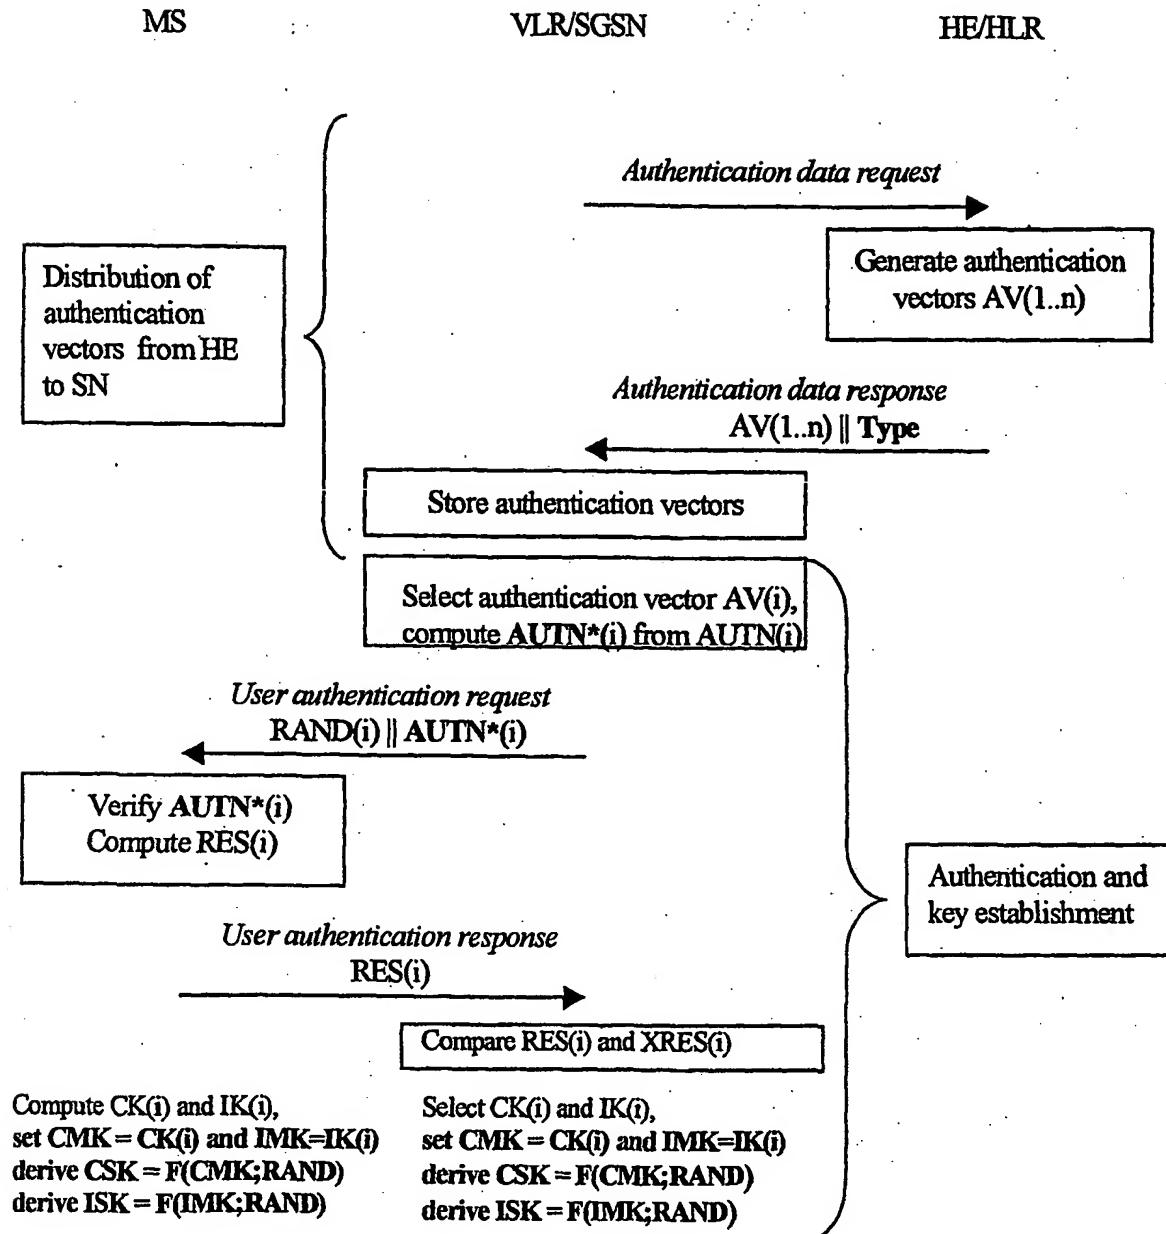 MS
VLR/SGSN
HE/HLR
Authentication data request
Generate authentication
vectors AV(1..n)
Distribution of
authentication
vectors from HE
to SN
Authentication data response
AV(1..n) || Type
Store authentication vectors
Select authentication vector AV(i),
compute AUTN*(i) from AUTN(i)
User authentication request
RAND(i) || AUTN*(i)
Verify AUTN*(i)
Compute RES(i)
Authentication and
key establishment
User authentication response
RES(i)
Compare RES(i) and XRES(i)
Compute CK(i) and IK(i),
set CMK = CK(i) and IMK=IK(i)
derive CSK = F(CMK;RAND)
derive ISK = F(IMK;RAND)
Select CK(i) and IK(i),
set CMK = CK(i) and IMK=IK(i)
derive CSK = F(CMK;RAND)
derive ISK = F(IMK;RAND)